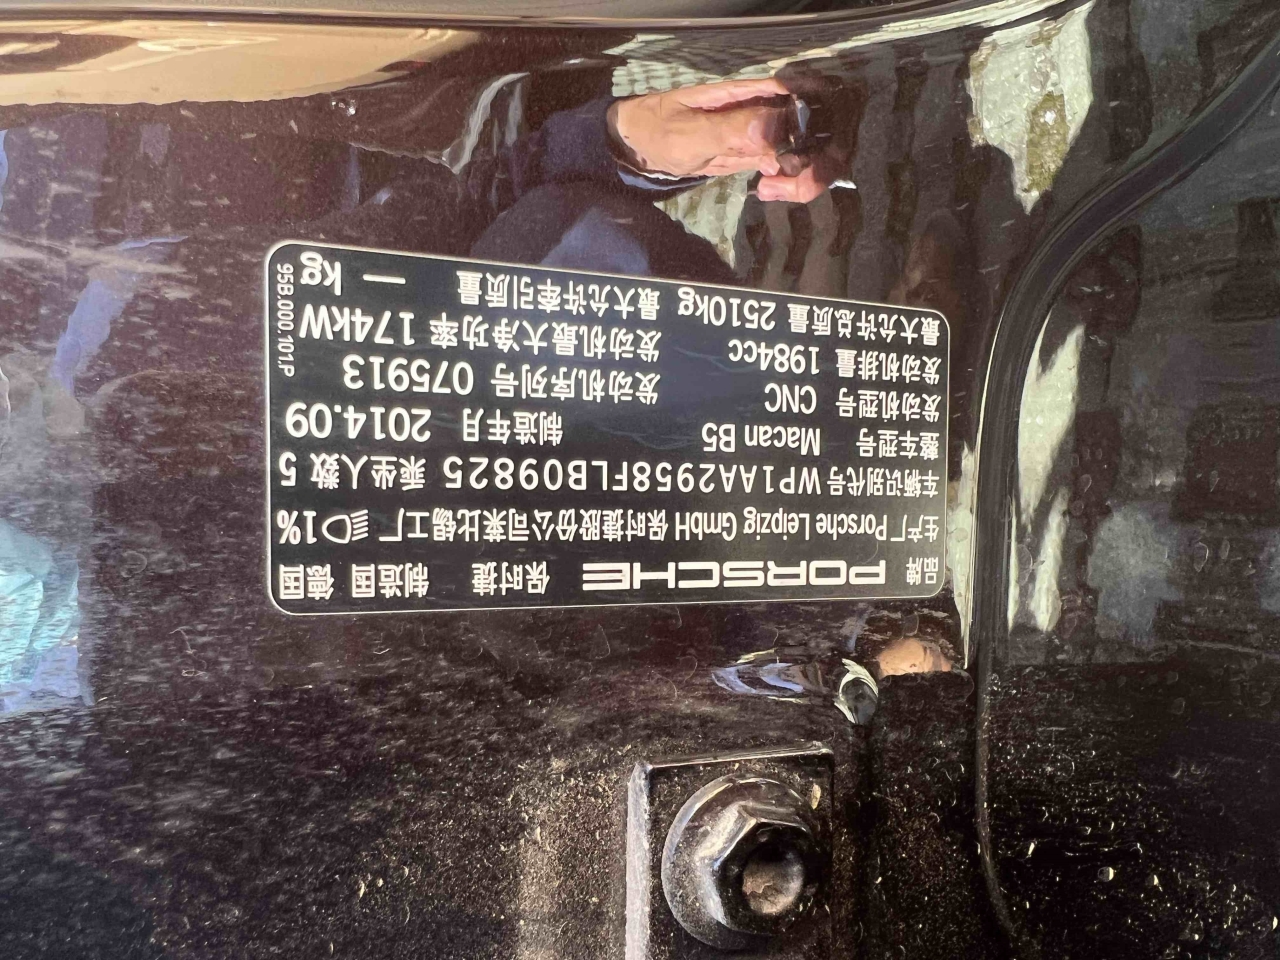 品牌 PORSCHE 保时捷 制造国 德国
生产厂 Porsche Leipzig GmbH 保时捷股份公司莱比锡工厂 1%
车辆识别代号 WP1AA2958FLB09825 乘坐人数 5
整车型号 Macan B5 制造年月 2014.09
发动机型号 CNC 发动机序列号 075913
发动机排量 1984cc 发动机最大净功率 174kW
最大允许总质量 2510kg 最大允许牵引质量 — kg
95B.000.101.P